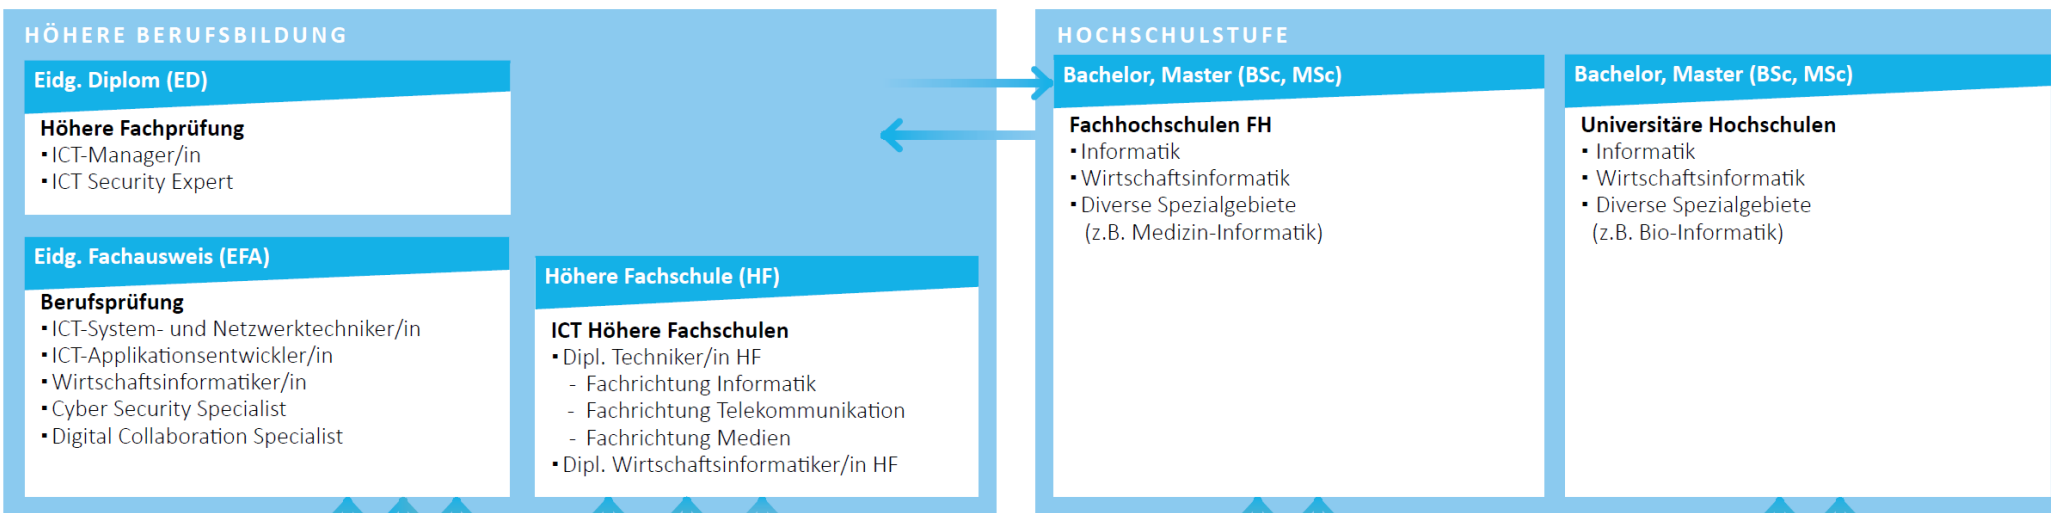 HÖHERE BERUFSBILDUNG
Eidg. Diplom (ED)
Höhere Fachprüfung
▪ ICT-Manager/in
▪ ICT Security Expert
Eidg. Fachausweis (EFA)
Berufsprüfung
▪ ICT-System- und Netzwerktechniker/in
▪ ICT-Applikationsentwickler/in
▪ Wirtschaftsinformatiker/in
▪ Cyber Security Specialist
▪ Digital Collaboration Specialist
Höhere Fachschule (HF)
ICT Höhere Fachschulen
▪ Dipl. Techniker/in HF
- Fachrichtung Informatik
- Fachrichtung Telekommunikation
- Fachrichtung Medien
▪ Dipl. Wirtschaftsinformatiker/in HF
HOCHSCHULSTUFE
Bachelor, Master (BSc, MSc)
Fachhochschulen FH
▪ Informatik
▪ Wirtschaftsinformatik
▪ Diverse Spezialgebiete
(z.B. Medizin-Informatik)
Bachelor, Master (BSc, MSc)
Universitäre Hochschulen
▪ Informatik
▪ Wirtschaftsinformatik
▪ Diverse Spezialgebiete
(z.B. Bio-Informatik)